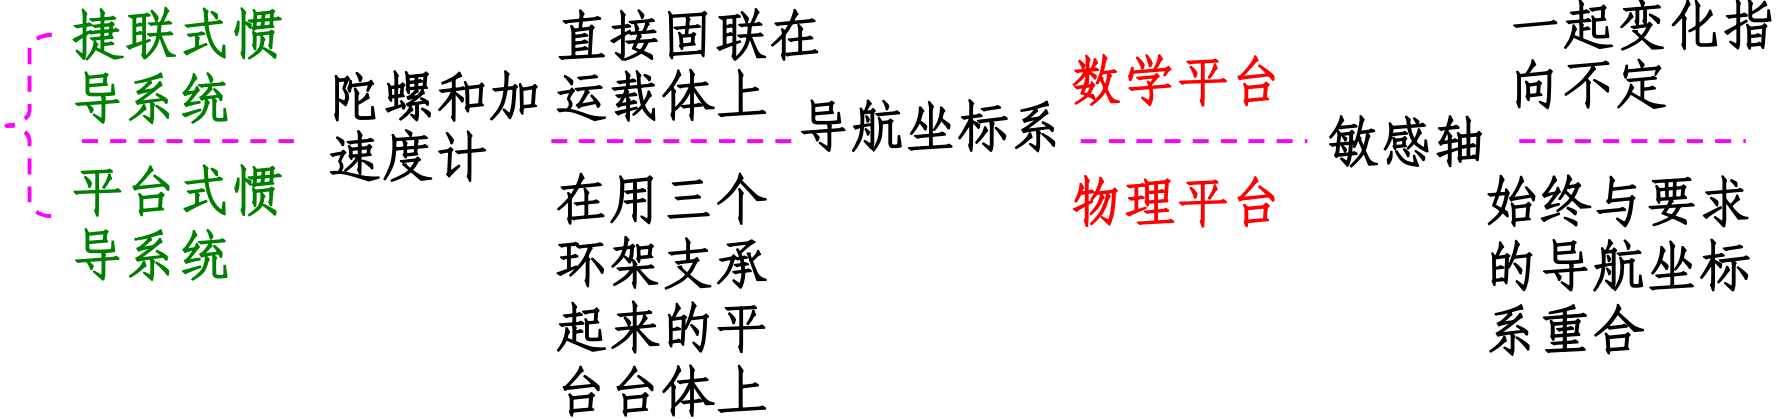 捷联式惯
导系统
平台式惯
导系统
陀螺和加
速度计
直接固联在
运载体上
在用三个
环架支承
起来的平
台台体上
导航坐标系
数学平台
物理平台
敏感轴
一起变化指
向不定
始终与要求
的导航坐标
系重合